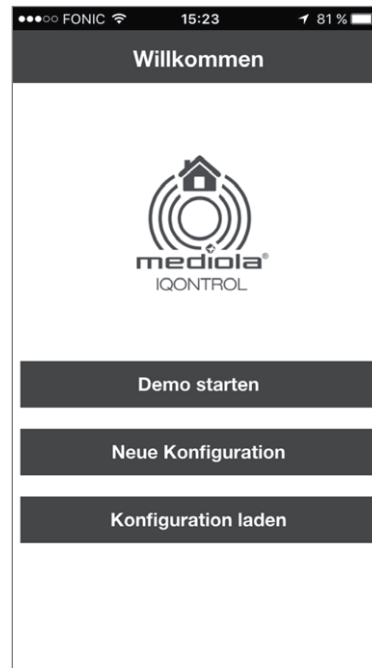 ●●●○○ FONIC 15:23 81 %
Willkommen
mediola®
IQONTROL
Demo starten
Neue Konfiguration
Konfiguration laden